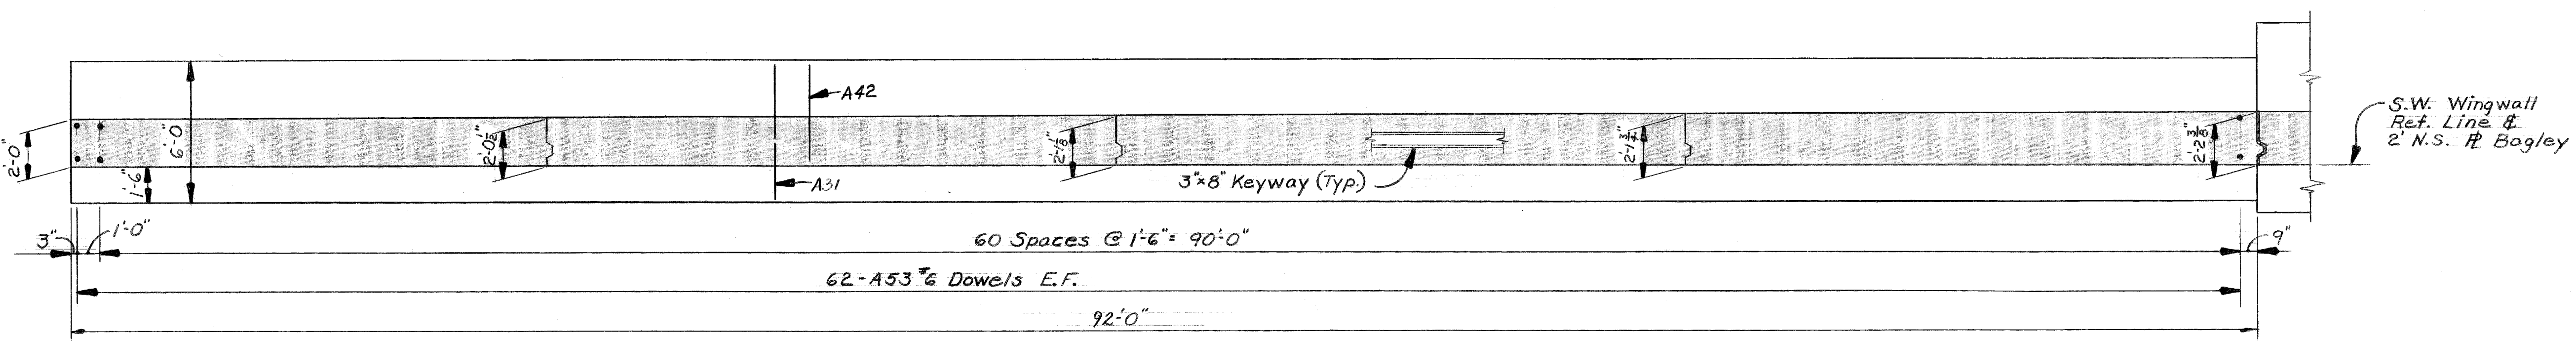 A42
S.W. Wingwall
Ref. Line &
2' N.S. PL Bagley
2'-0"
6'-0"
1'-6"
2'-0½"
2'-1⅛"
2'-1¾"
2'-2⅜"
A31
3"x8" Keyway (Typ.)
3"
1'-0"
60 Spaces @ 1'-6" = 90'-0"
9"
62-A53 #6 Dowels E.F.
92'-0"